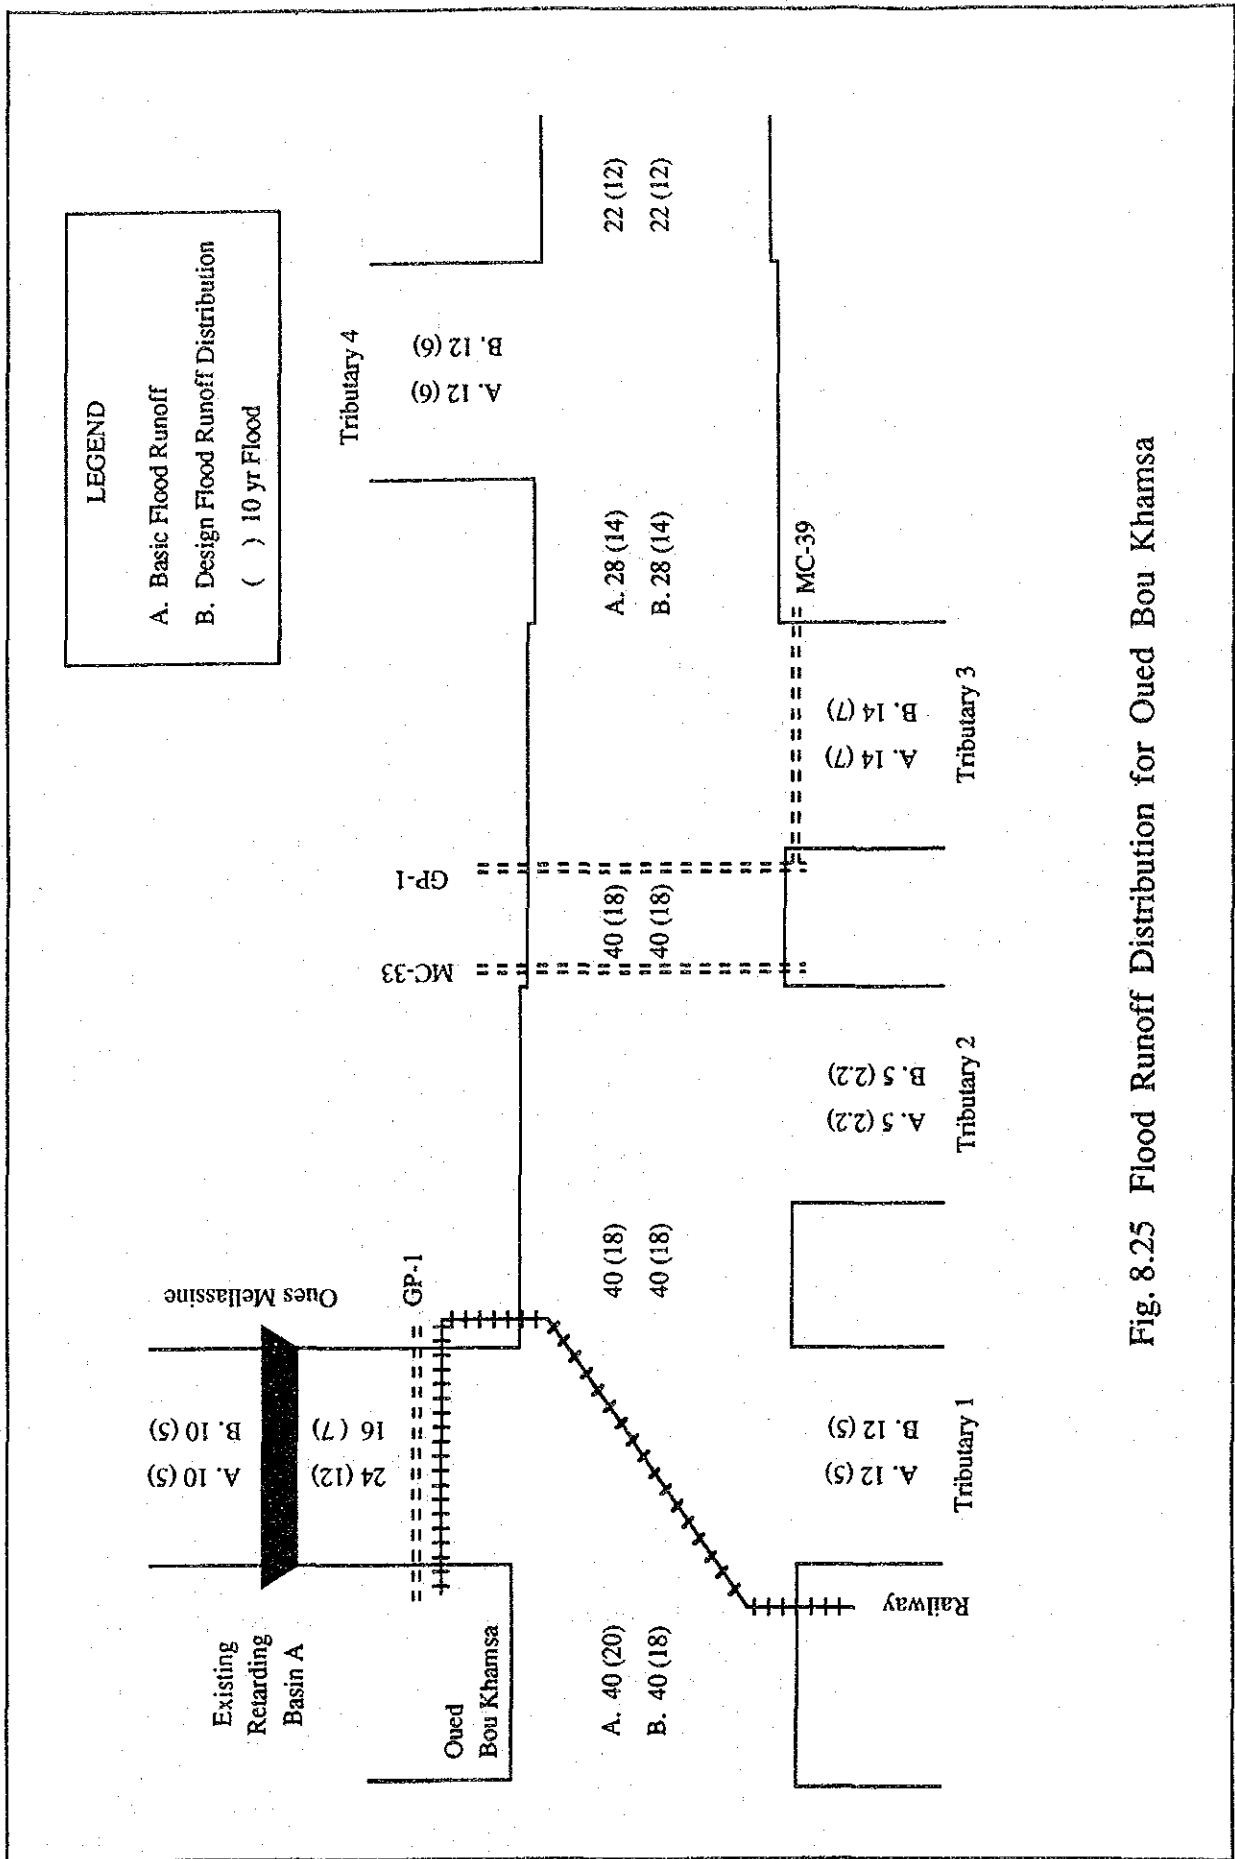 LEGEND
A. Basic Flood Runoff
B. Design Flood Runoff Distribution
( ) 10 yr Flood
Existing
Retarding
Basin A
A. 10 (5)
B. 10 (5)
Oues Mellassine
24 (12)
16 (7)
GP-1
Oued
Bou Khamsa
MC-33
GP-1
Tributary 4
A. 12 (6)
B. 12 (6)
A. 40 (20)
B. 40 (18)
40 (18)
40 (18)
40 (18)
40 (18)
A. 28 (14)
B. 28 (14)
22 (12)
22 (12)
Railway
A. 12 (5)
B. 12 (5)
Tributary 1
A. 5 (2.2)
B. 5 (2.2)
Tributary 2
A. 14 (7)
B. 14 (7)
Tributary 3
MC-39
Fig. 8.25 Flood Runoff Distribution for Oued Bou Khamsa